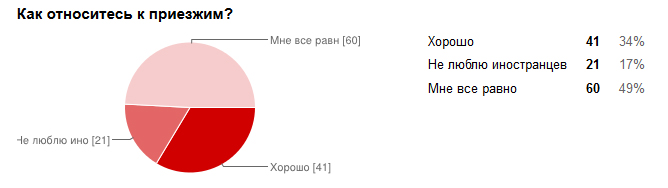 Как относитесь к приезжим?
Мне все равн [60]
Не люблю ино [21]
Хорошо [41]
Хорошо 41 34%
Не люблю иностранцев 21 17%
Мне все равно 60 49%